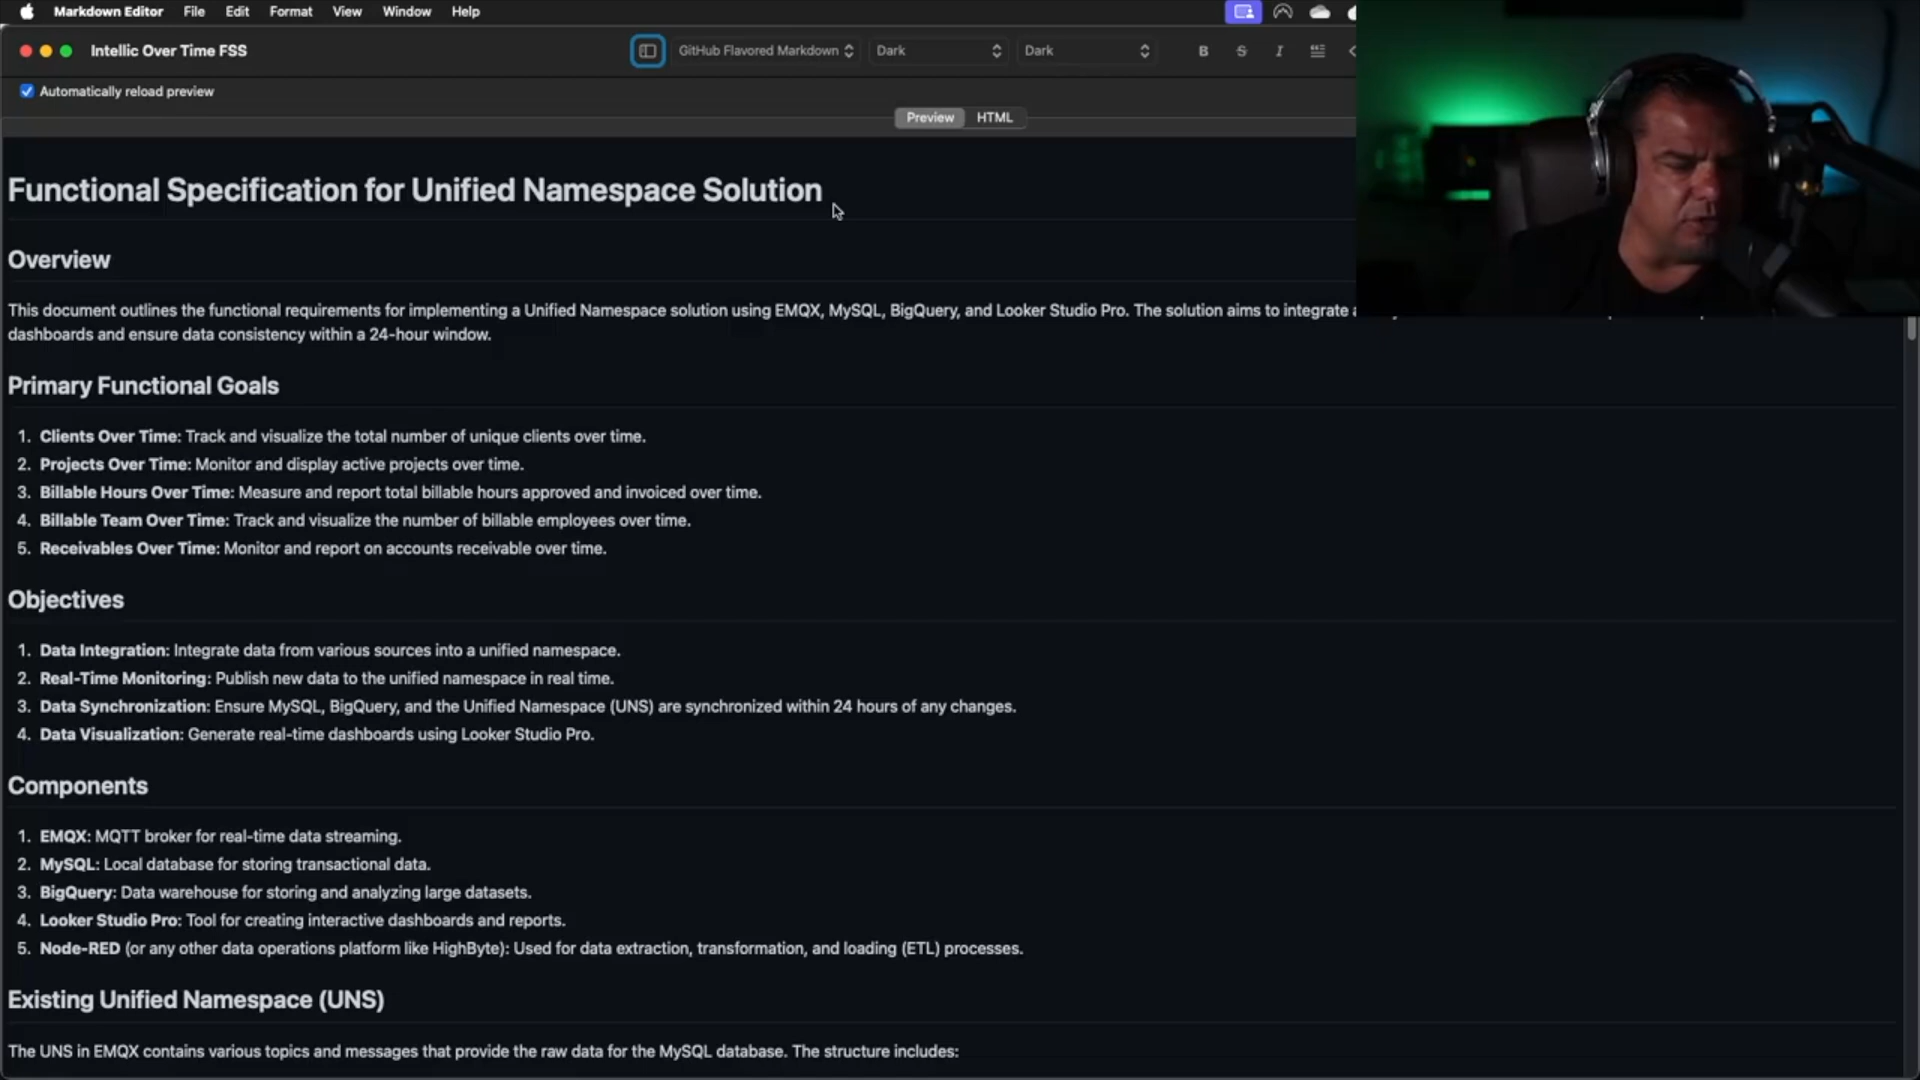 Markdown Editor File Edit Format View Window Help
Intellic Over Time FSS
GitHub Flavored Markdown
Dark
Dark
B S I
Automatically reload preview
Preview HTML
Functional Specification for Unified Namespace Solution
Overview
This document outlines the functional requirements for implementing a Unified Namespace solution using EMQX, MySQL, BigQuery, and Looker Studio Pro. The solution aims to integrate
dashboards and ensure data consistency within a 24-hour window.
Primary Functional Goals
1. Clients Over Time: Track and visualize the total number of unique clients over time.
2. Projects Over Time: Monitor and display active projects over time.
3. Billable Hours Over Time: Measure and report total billable hours approved and invoiced over time.
4. Billable Team Over Time: Track and visualize the number of billable employees over time.
5. Receivables Over Time: Monitor and report on accounts receivable over time.
Objectives
1. Data Integration: Integrate data from various sources into a unified namespace.
2. Real-Time Monitoring: Publish new data to the unified namespace in real time.
3. Data Synchronization: Ensure MySQL, BigQuery, and the Unified Namespace (UNS) are synchronized within 24 hours of any changes.
4. Data Visualization: Generate real-time dashboards using Looker Studio Pro.
Components
1. EMQX: MQTT broker for real-time data streaming.
2. MySQL: Local database for storing transactional data.
3. BigQuery: Data warehouse for storing and analyzing large datasets.
4. Looker Studio Pro: Tool for creating interactive dashboards and reports.
5. Node-RED (or any other data operations platform like HighByte): Used for data extraction, transformation, and loading (ETL) processes.
Existing Unified Namespace (UNS)
The UNS in EMQX contains various topics and messages that provide the raw data for the MySQL database. The structure includes: